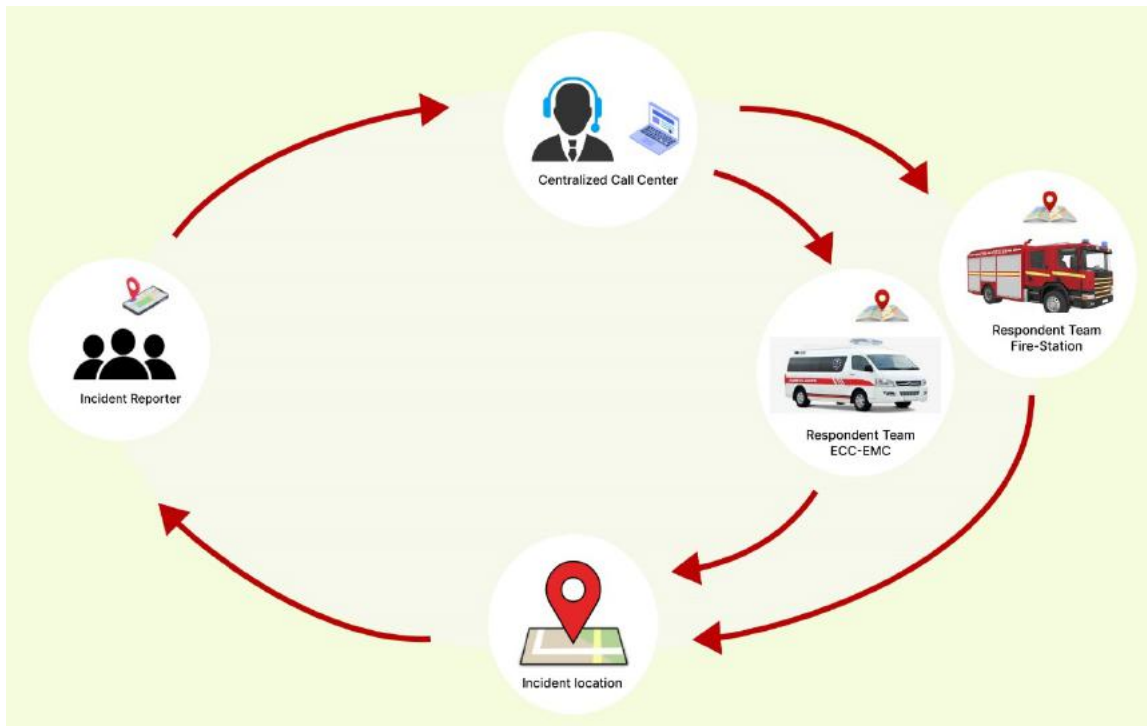 Centralized Call Center
Respondent Team
Fire-Station
Incident Reporter
Respondent Team
ECC-EMC
Incident location